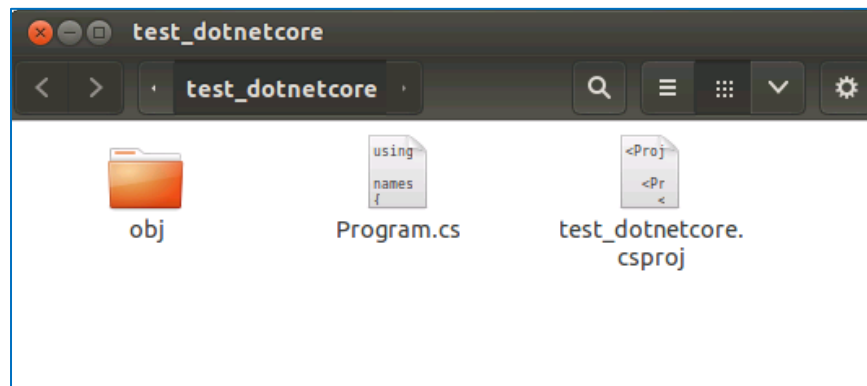 test_dotnetcore
test_dotnetcore
using
names
{
<Proj
<Pr
<
obj
Program.cs
test_dotnetcore.
csproj